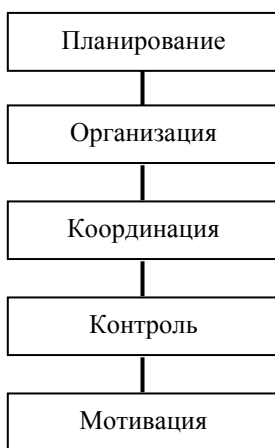 Планирование
Организация
Координация
Контроль
Мотивация